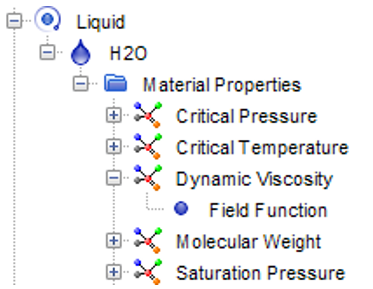 Liquid
H2O
Material Properties
Critical Pressure
Critical Temperature
Dynamic Viscosity
Field Function
Molecular Weight
Saturation Pressure